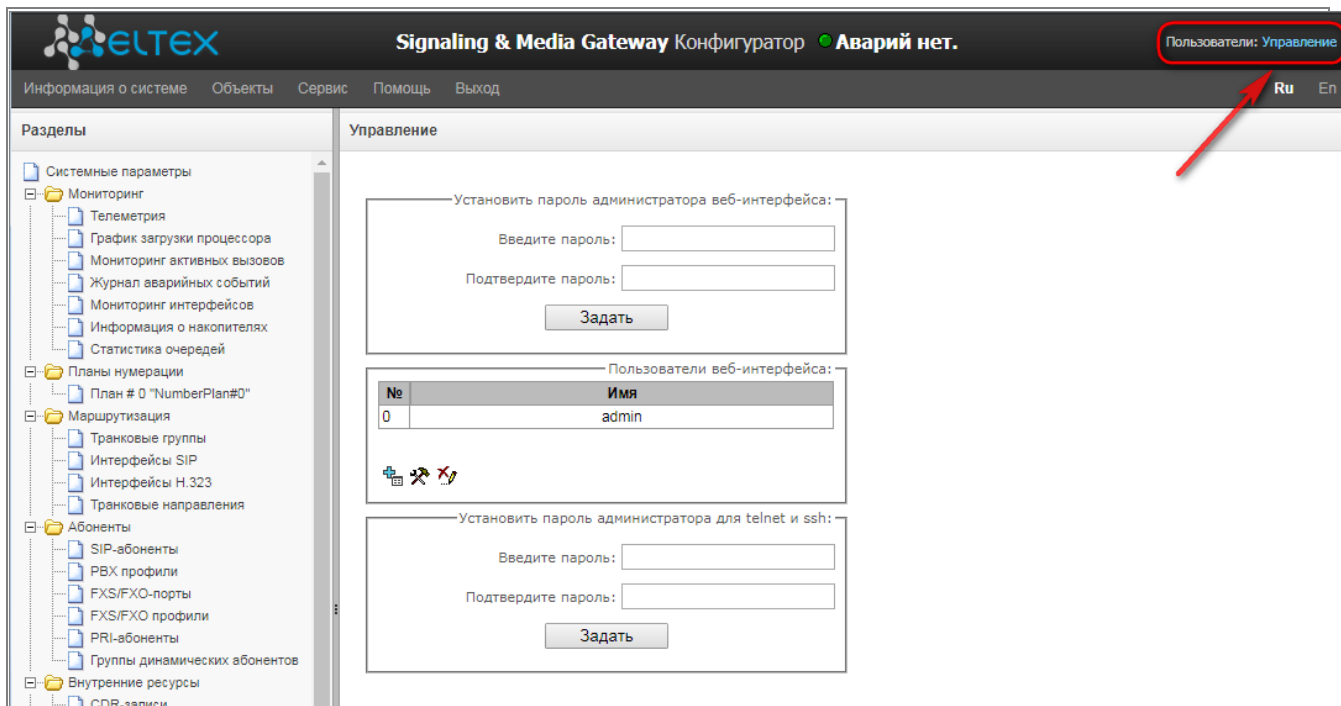 ELTEX
Signaling & Media Gateway Конфигуратор Аварий нет.
Пользователи: Управление
Информация о системе Объекты Сервис Помощь Выход
Ru En
Разделы
Управление
Системные параметры
Мониторинг
Телеметрия
График загрузки процессора
Мониторинг активных вызовов
Журнал аварийных событий
Мониторинг интерфейсов
Информация о накопителях
Статистика очередей
Планы нумерации
План # 0 "NumberPlan#0"
Маршрутизация
Транковые группы
Интерфейсы SIP
Интерфейсы H.323
Транковые направления
Абоненты
SIP-абоненты
PBX профили
FXS/FXO-порты
FXS/FXO профили
PRI-абоненты
Группы динамических абонентов
Внутренние ресурсы
CDR-записи
Установить пароль администратора веб-интерфейса:
Введите пароль:
Подтвердите пароль:
Задать
Пользователи веб-интерфейса:
№ Имя
0 admin
Установить пароль администратора для telnet и ssh:
Введите пароль:
Подтвердите пароль:
Задать